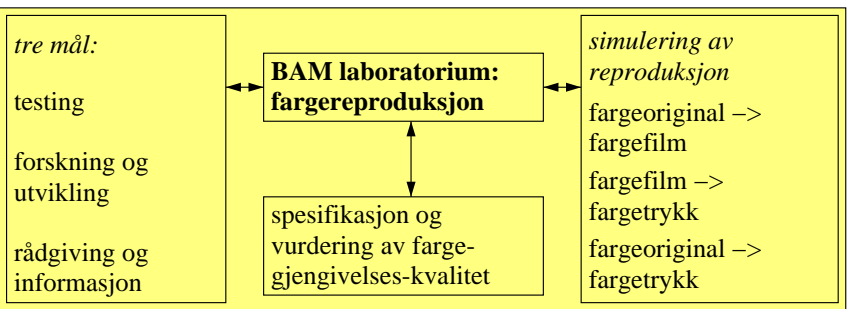 tre mål:
testing
forskning og
utvikling
rådgiving og
informasjon
BAM laboratorium:
fargereproduksjon
spesifikasjon og
vurdering av farge-
gjengivelses-kvalitet
simulering av
reproduksjon
fargeoriginal −>
fargefilm
fargefilm −>
fargetrykk
fargeoriginal −>
fargetrykk